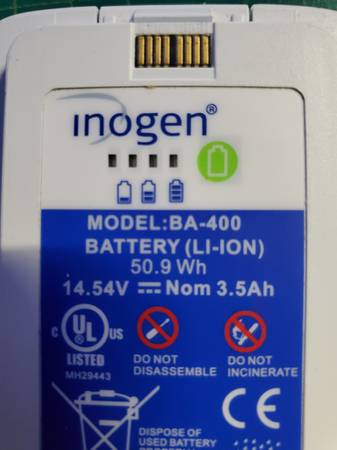 inogen®
MODEL:BA-400
BATTERY (LI-ION)
50.9 Wh
14.54V ⎓ Nom 3.5Ah
C UL US
LISTED
MH29443
DO NOT
DISASSEMBLE
DO NOT
INCINERATE
DISPOSE OF
USED BATTERY
CE